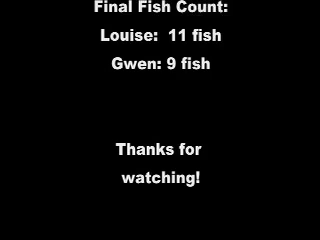 Final Fish Count:
Louise:  11 fish
Gwen: 9 fish
Thanks for
watching!